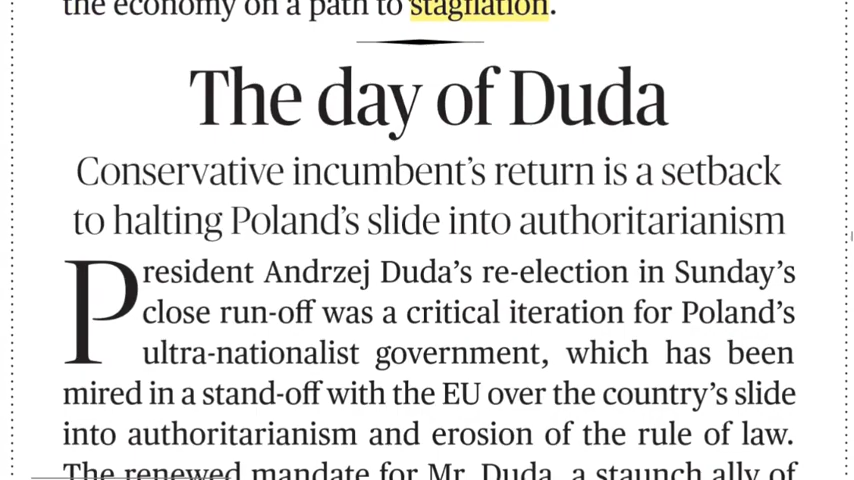 the economy on a path to stagflation.
The day of Duda
Conservative incumbent's return is a setback
to halting Poland's slide into authoritarianism
President Andrzej Duda's re-election in Sunday's
close run-off was a critical iteration for Poland's
ultra-nationalist government, which has been
mired in a stand-off with the EU over the country's slide
into authoritarianism and erosion of the rule of law.
The renewed mandate for Mr. Duda, a staunch ally of